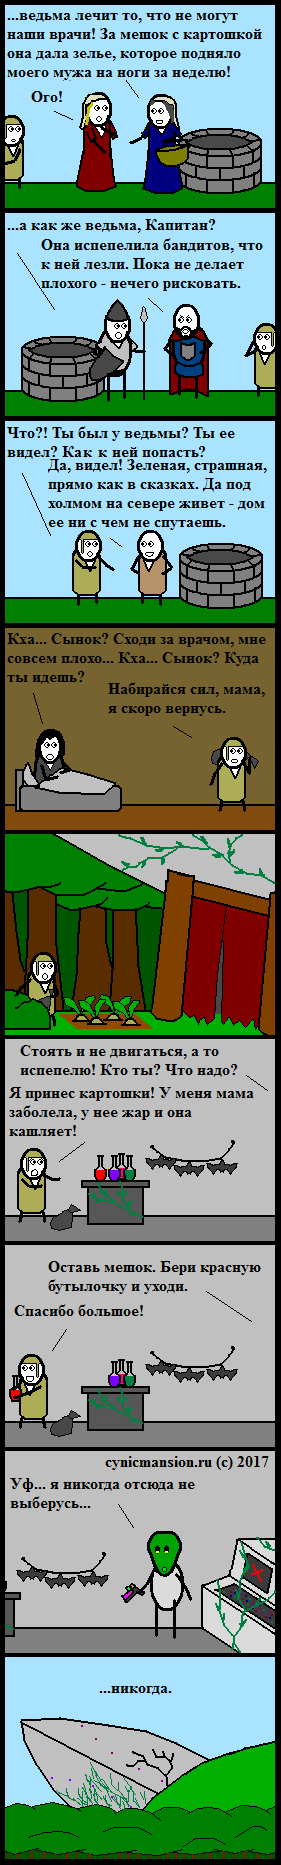 ...ведьма лечит то, что не могут
наши врачи! За мешок с картошкой
она дала зелье, которое подняло
моего мужа на ноги за неделю!
Ого!
...а как же ведьма, Капитан?
Она испепелила бандитов, что
к ней лезли. Пока не делает
плохого - нечего рисковать.
Что?! Ты был у ведьмы? Ты ее
видел? Как к ней попасть?
Да, видел! Зеленая, страшная,
прямо как в сказках. Да под
холмом на севере живет - дом
ее ни с чем не спутаешь.
Кха... Сынок? Сходи за врачом, мне
совсем плохо... Кха... Сынок? Куда
ты идешь?
Набирайся сил, мама,
я скоро вернусь.
Стоять и не двигаться, а то
испепелю! Кто ты? Что надо?
Я принес картошки! У меня мама
заболела, у нее жар и она
кашляет!
Оставь мешок. Бери красную
бутылочку и уходи.
Спасибо большое!
cynicmansion.ru (c) 2017
Уф... я никогда отсюда не
выберусь...
...никогда.